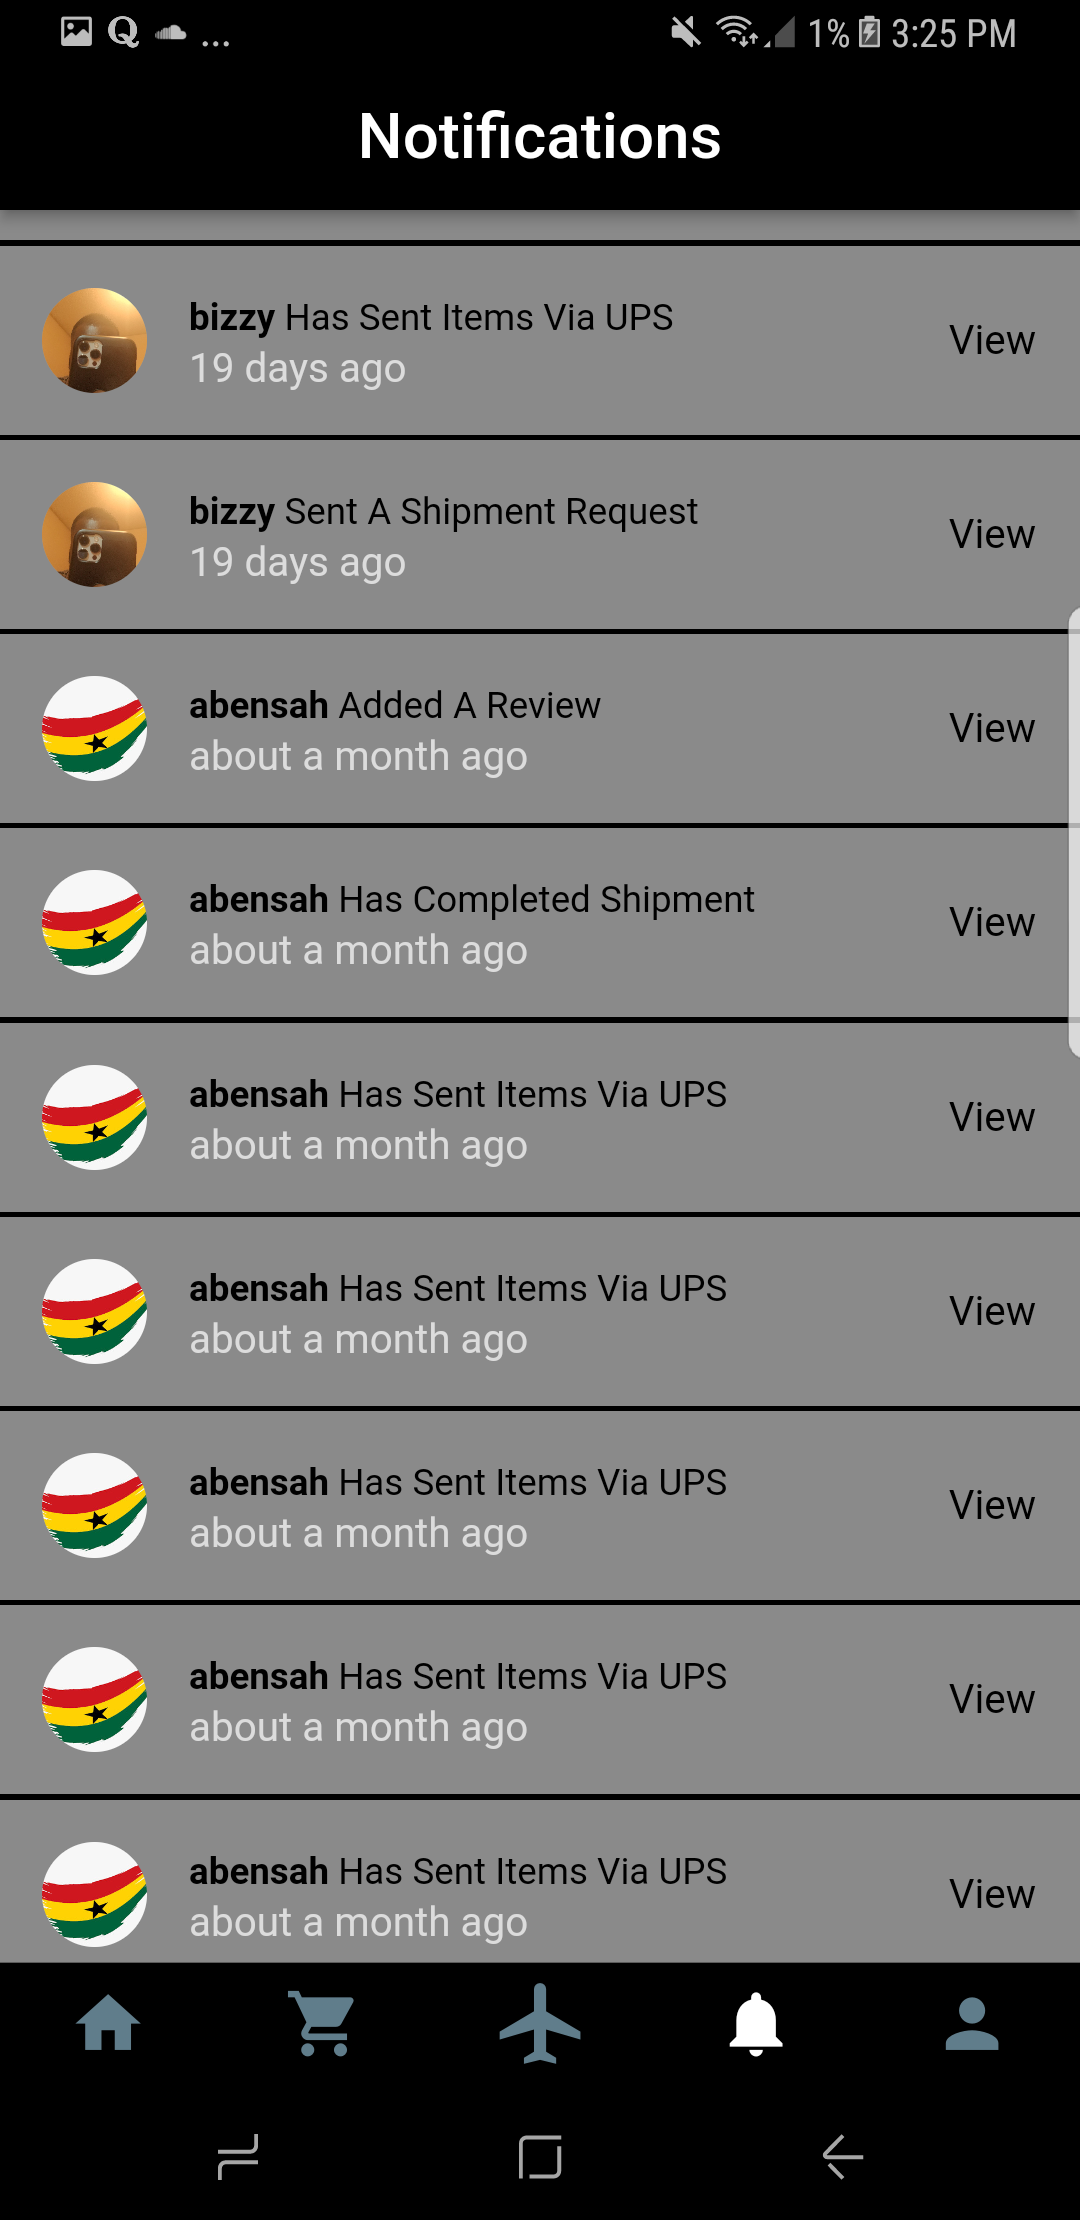 ... 1% 3:25 PM
Notifications
bizzy Has Sent Items Via UPS
19 days ago
View
bizzy Sent A Shipment Request
19 days ago
View
abensah Added A Review
about a month ago
View
abensah Has Completed Shipment
about a month ago
View
abensah Has Sent Items Via UPS
about a month ago
View
abensah Has Sent Items Via UPS
about a month ago
View
abensah Has Sent Items Via UPS
about a month ago
View
abensah Has Sent Items Via UPS
about a month ago
View
abensah Has Sent Items Via UPS
about a month ago
View